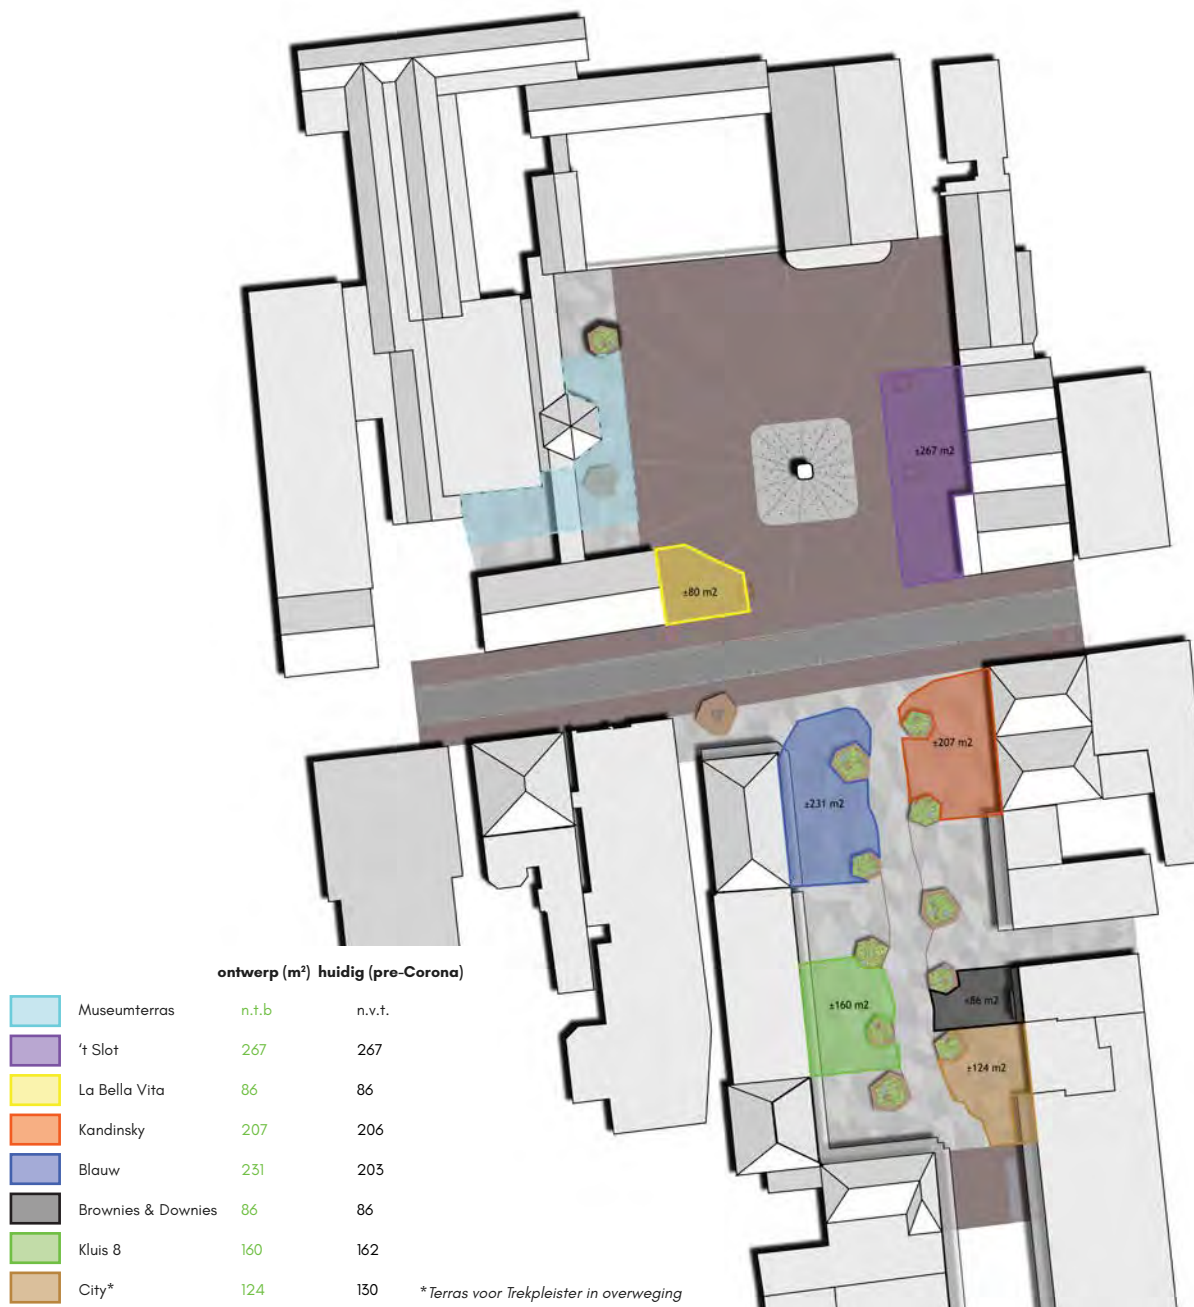 ±267 m2
±80 m2
±207 m2
±231 m2
±160 m2
±86 m2
±124 m2
ontwerp (m²) huidig (pre-Corona)
Museumterras n.t.b n.v.t.
‘t Slot 267 267
La Bella Vita 86 86
Kandinsky 207 206
Blauw 231 203
Brownies & Downies 86 86
Kluis 8 160 162
City* 124 130 *Terras voor Trekpleister in overweging